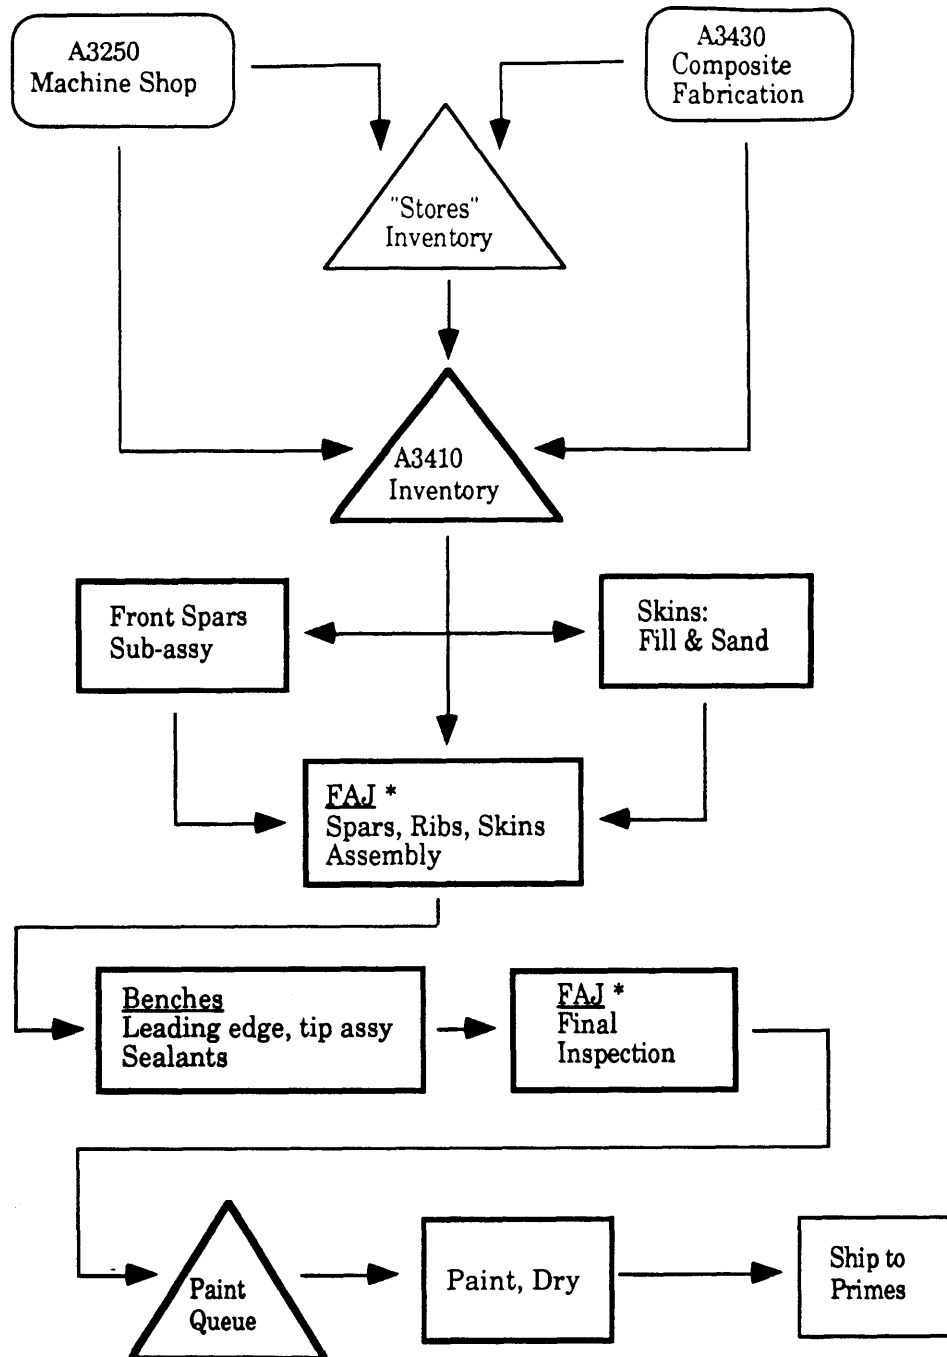 A3250
Machine Shop
A3430
Composite
Fabrication
"Stores"
Inventory
A3410
Inventory
Front Spars
Sub-assy
Skins:
Fill & Sand
FAJ *
Spars, Ribs, Skins
Assembly
Benches
Leading edge, tip assy
Sealants
FAJ *
Final
Inspection
Paint
Queue
Paint, Dry
Ship to
Primes